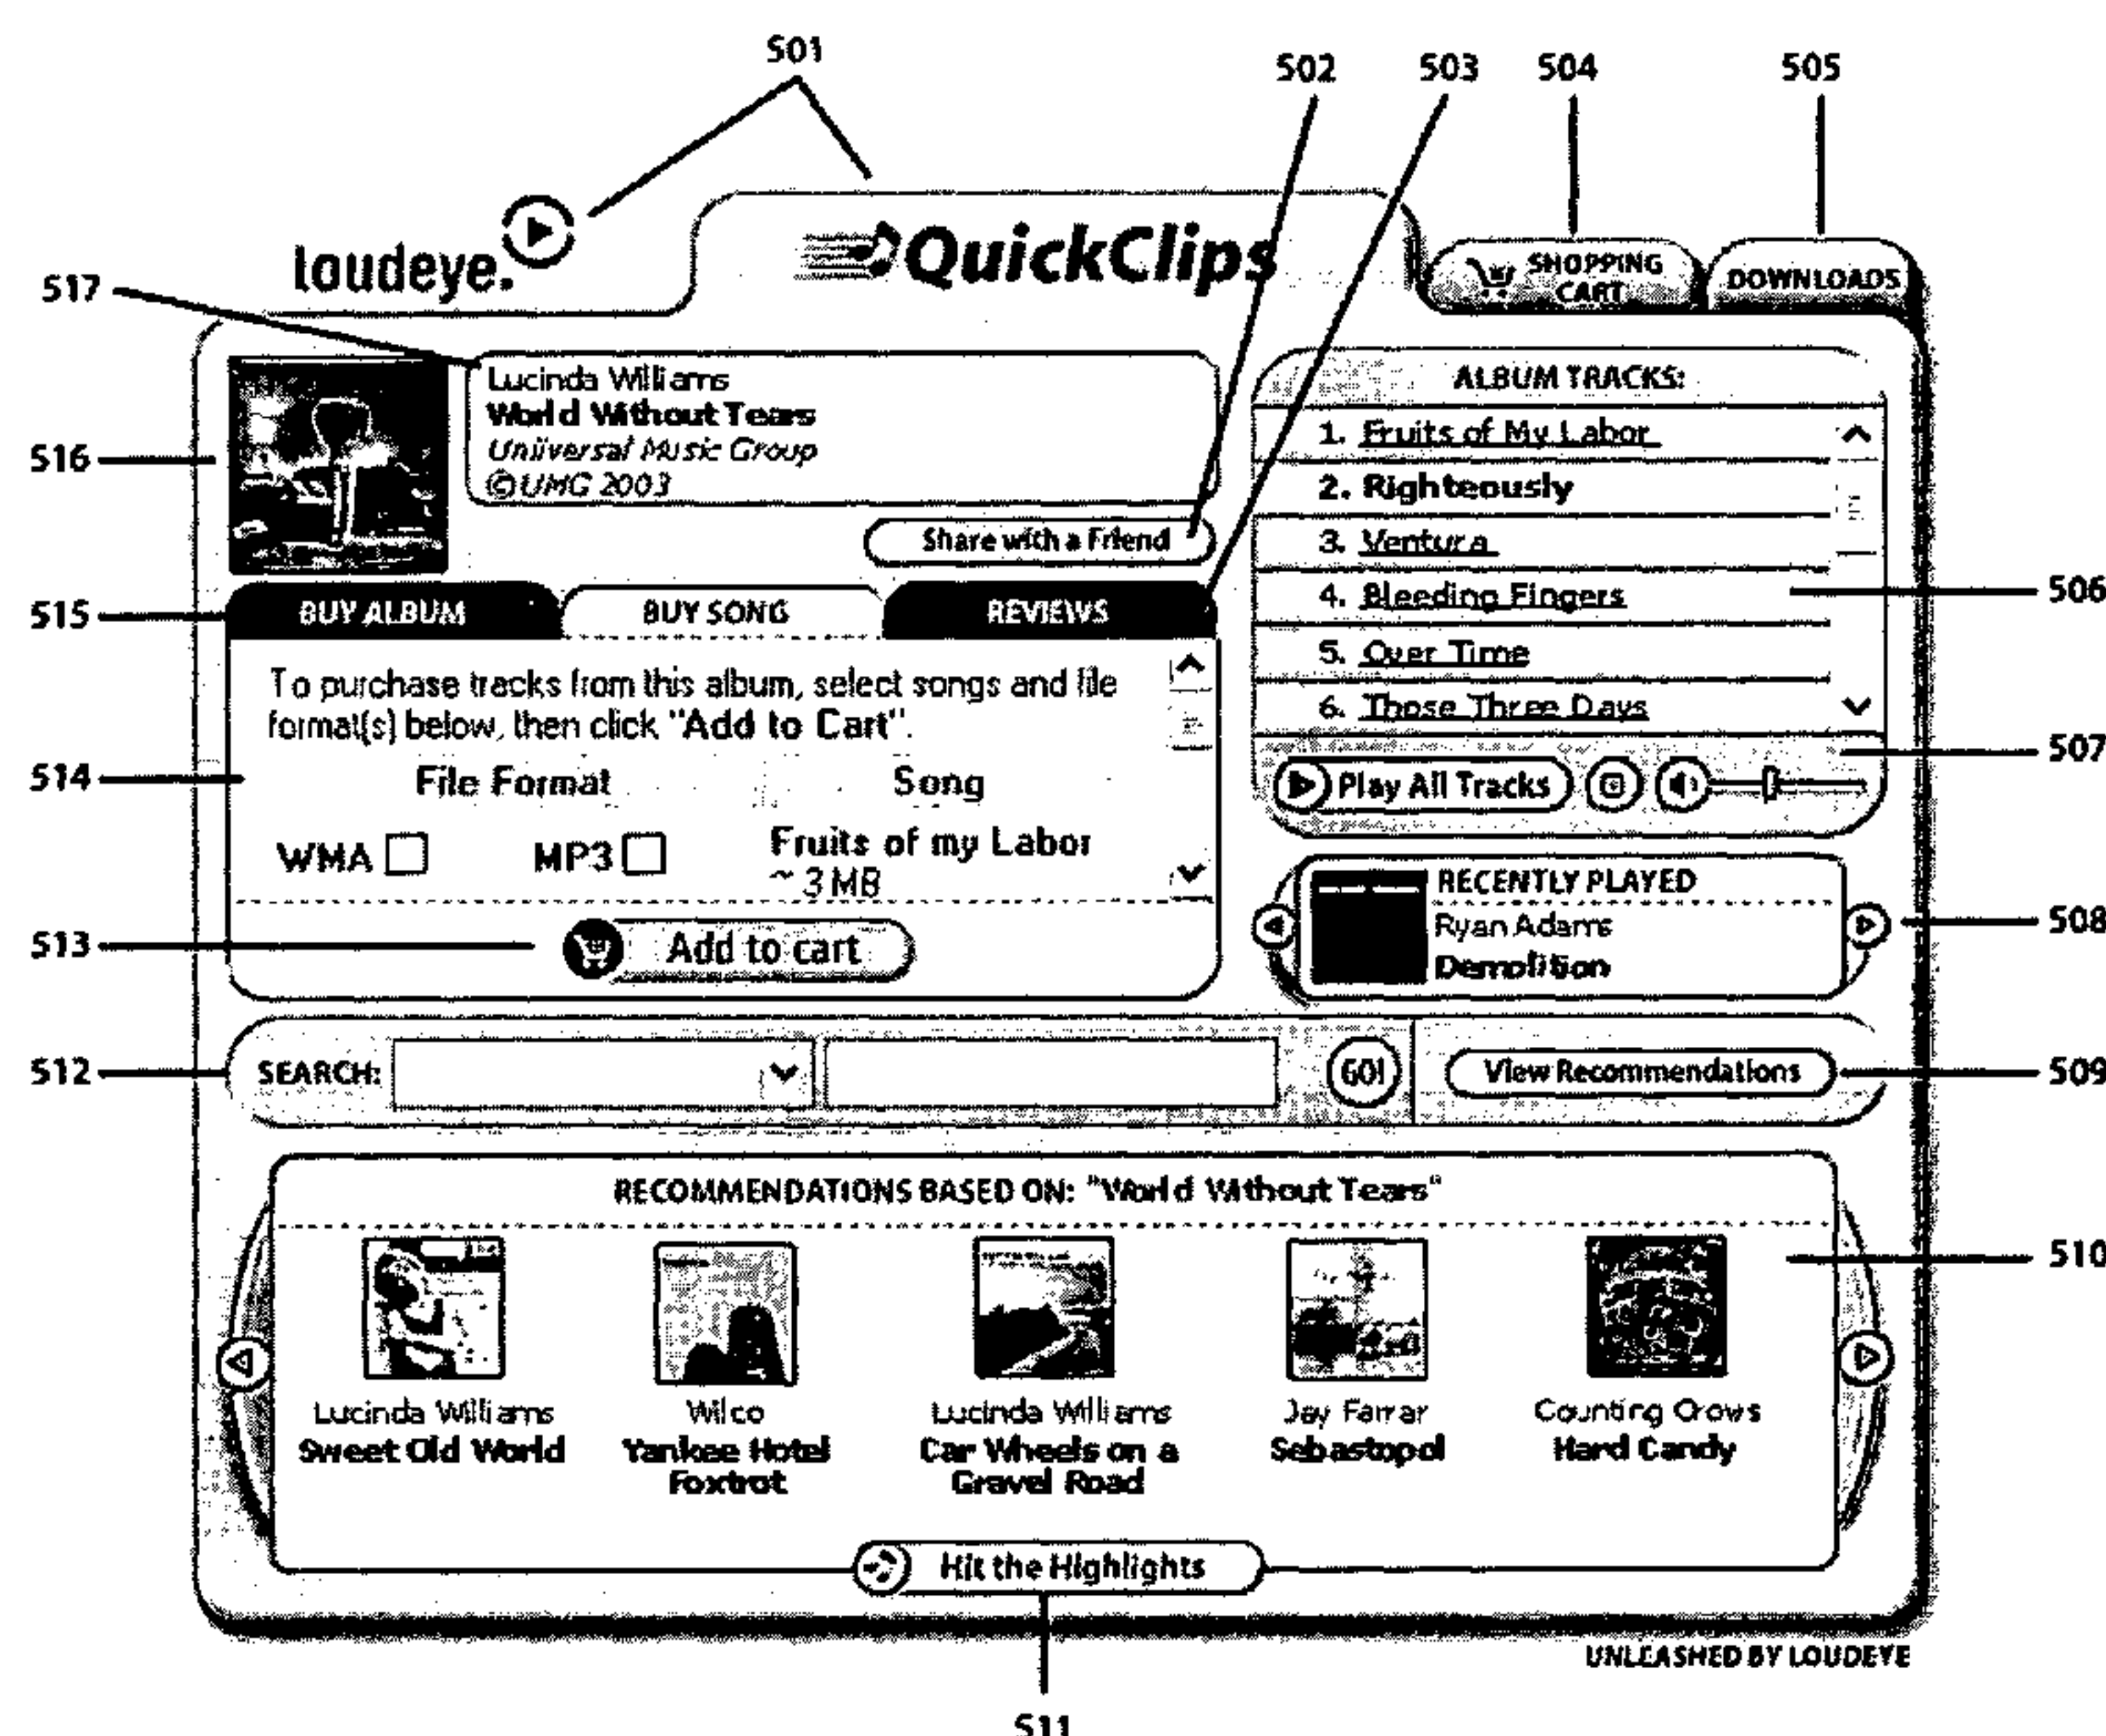 501
502 503 504 505
loudeye.
QuickClips
SHOPPING
CART
DOWNLOADS
517
Lucinda Williams
World Without Tears
Uniiversal Music Group
©UMG 2003
516
Share with a Friend
ALBUM TRACKS:
1. Fruits of My Labor
2. Righteously
3. Ventura
4. Bleeding Fingers
5. Over Time
6. Those Three Days
506
507
Play All Tracks
515
BUY ALBUM BUY SONG REVIEWS
To purchase tracks from this album, select songs and file
format(s) below, then click "Add to Cart".
514
File Format Song
WMA MP3 Fruits of my Labor
~ 3 MB
513
Add to cart
RECENTLY PLAYED
Ryan Adams
Demolition
508
512
SEARCH:
GO!
View Recommendations
509
RECOMMENDATIONS BASED ON: "World Without Tears"
510
Lucinda Williams
Sweet Old World
Wilco
Yankee Hotel
Foxtrot
Lucinda Williams
Car Wheels on a
Gravel Road
Jay Farrar
Sebastopol
Counting Crows
Hard Candy
Hit the Highlights
UNLEASHED BY LOUDEYE
511